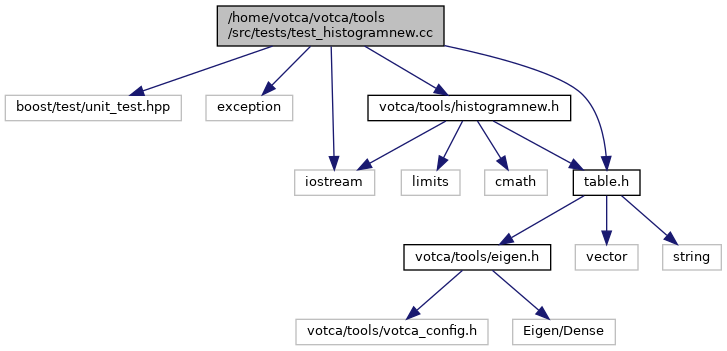 /home/votca/votca/tools
/src/tests/test_histogramnew.cc
boost/test/unit_test.hpp
exception
votca/tools/histogramnew.h
iostream
limits
cmath
table.h
votca/tools/eigen.h
vector
string
votca/tools/votca_config.h
Eigen/Dense